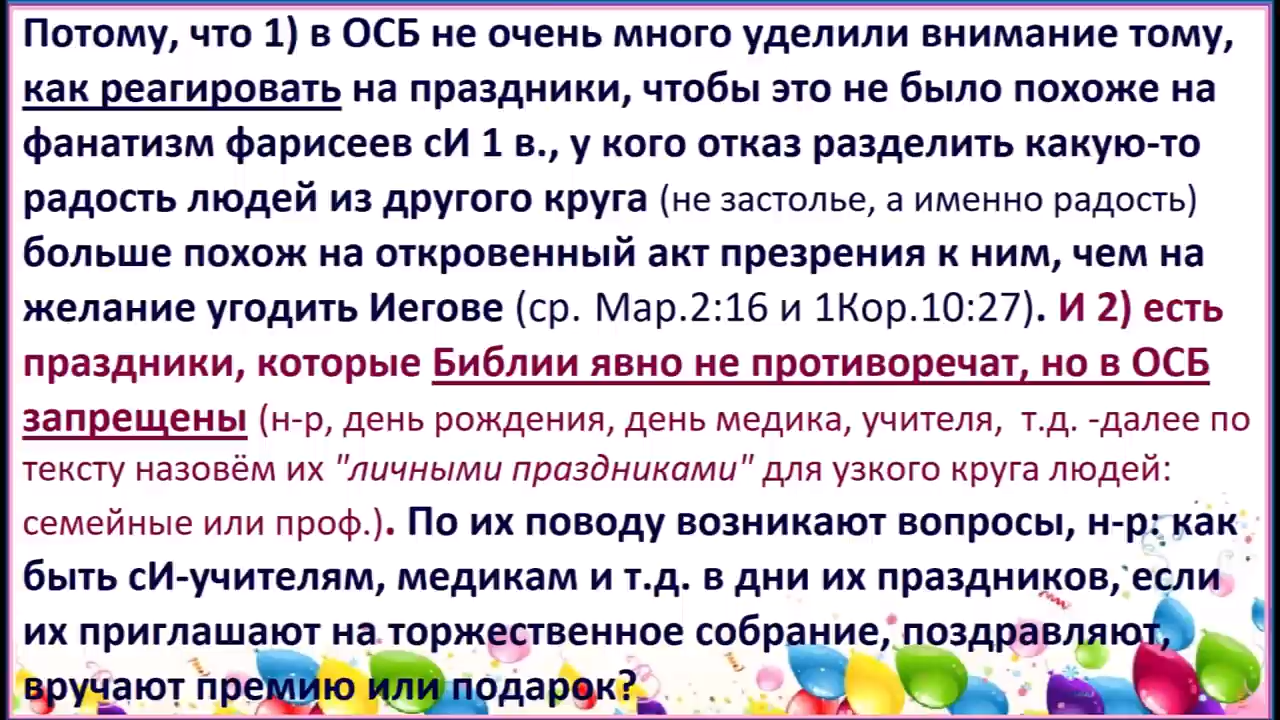 Потому, что 1) в ОСБ не очень много уделили внимание тому,
как реагировать на праздники, чтобы это не было похоже на
фанатизм фарисеев сИ 1 в., у кого отказ разделить какую-то
радость людей из другого круга (не застолье, а именно радость)
больше похож на откровенный акт презрения к ним, чем на
желание угодить Иегове (ср. Мар.2:16 и 1Кор.10:27). И 2) есть
праздники, которые Библии явно не противоречат, но в ОСБ
запрещены (н-р, день рождения, день медика, учителя, т.д. -далее по
тексту назовём их "личными праздниками" для узкого круга людей:
семейные или проф.). По их поводу возникают вопросы, н-р: как
быть сИ-учителям, медикам и т.д. в дни их праздников, если
их приглашают на торжественное собрание, поздравляют,
вручают премию или подарок?